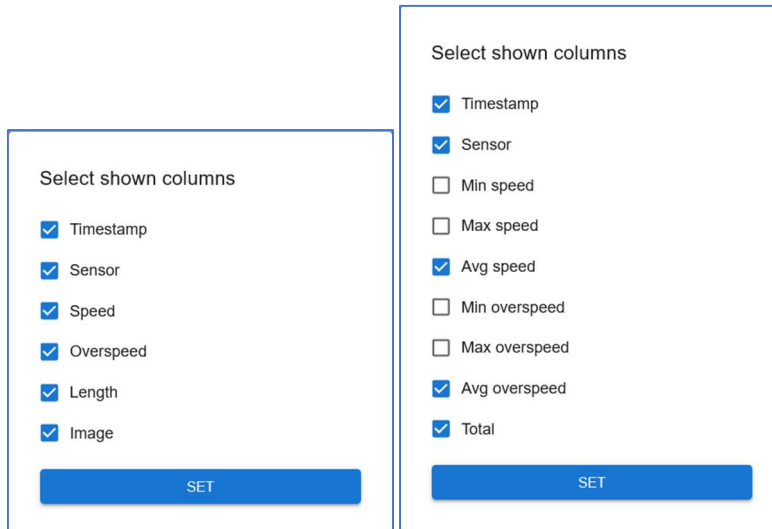 Select shown columns
Timestamp
Sensor
Speed
Overspeed
Length
Image
SET
Select shown columns
Timestamp
Sensor
Min speed
Max speed
Avg speed
Min overspeed
Max overspeed
Avg overspeed
Total
SET